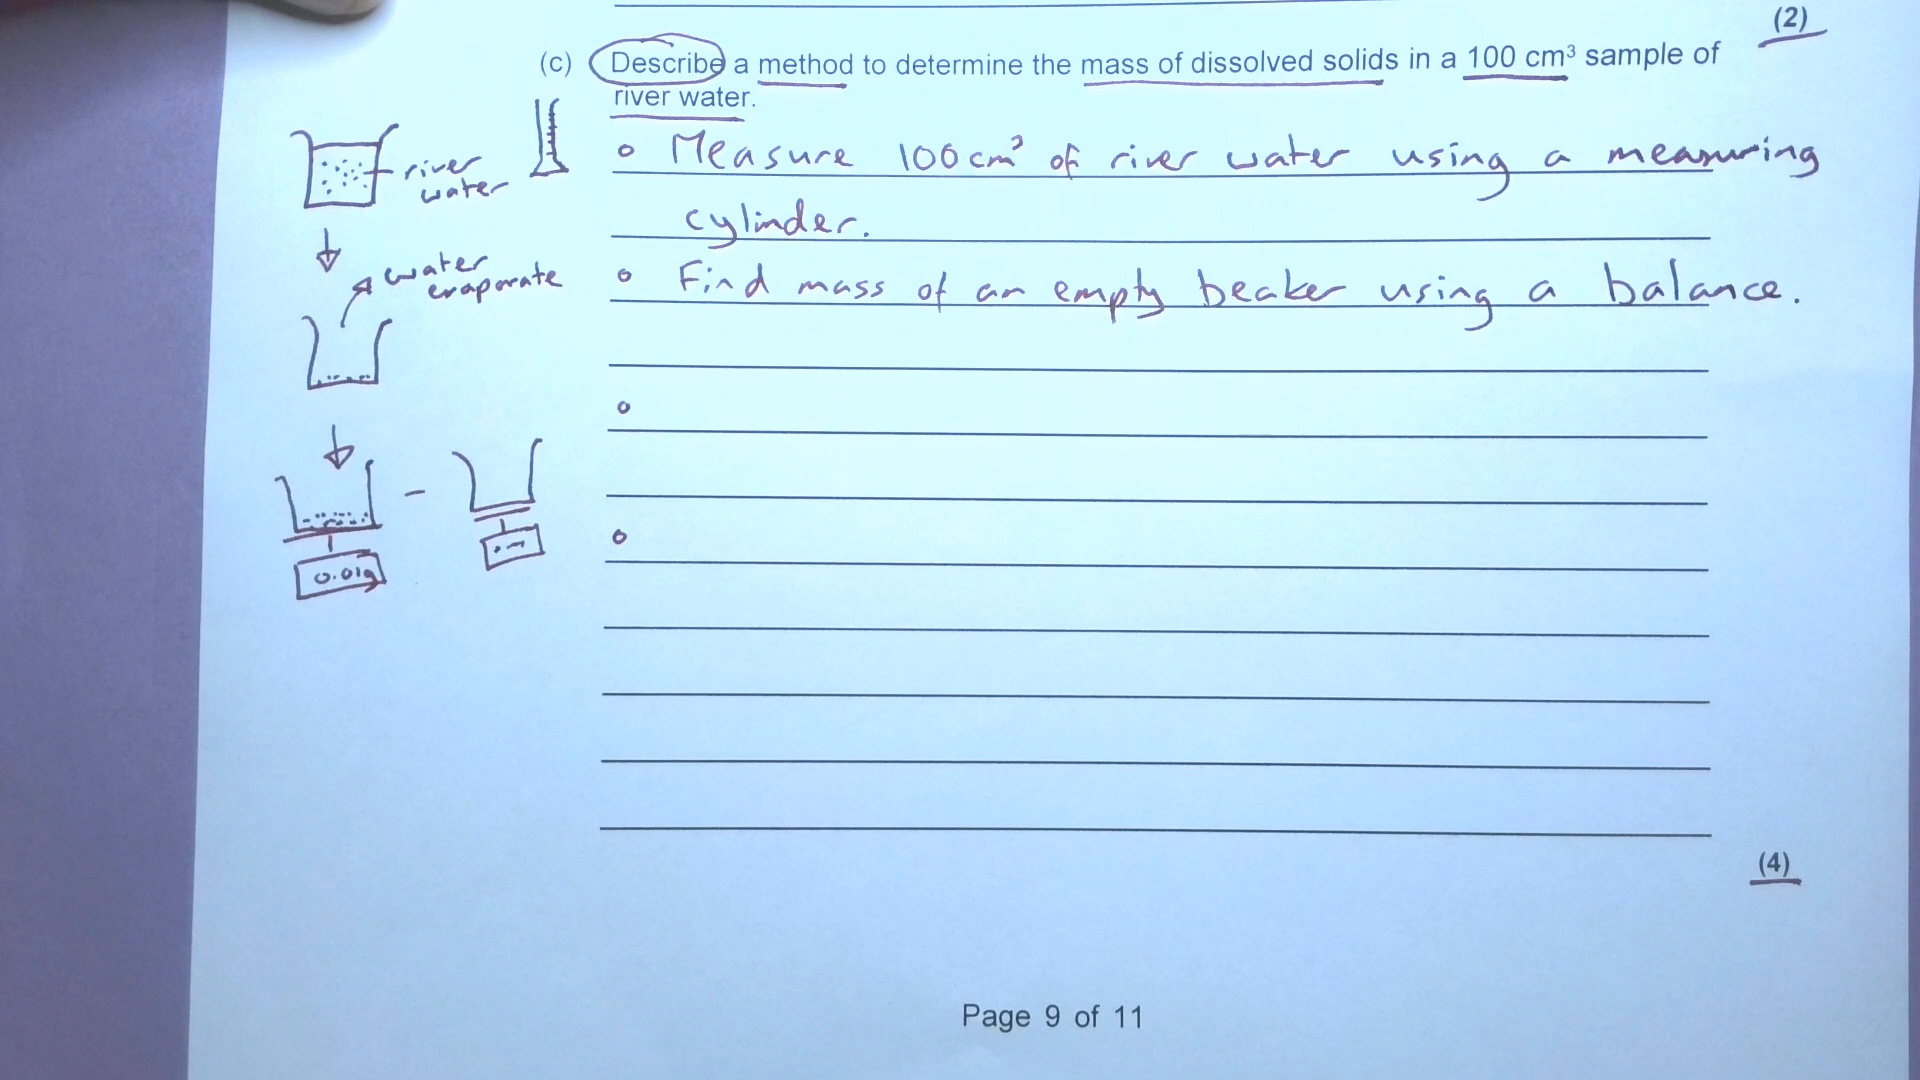 (2)
(c) Describe a method to determine the mass of dissolved solids in a 100 cm³ sample of
river water.
river
water
Measure 100cm³ of river water using a measuring
cylinder.
water
evaporate
Find mass of an empty beaker using a balance.
0.01g
(4)
Page 9 of 11